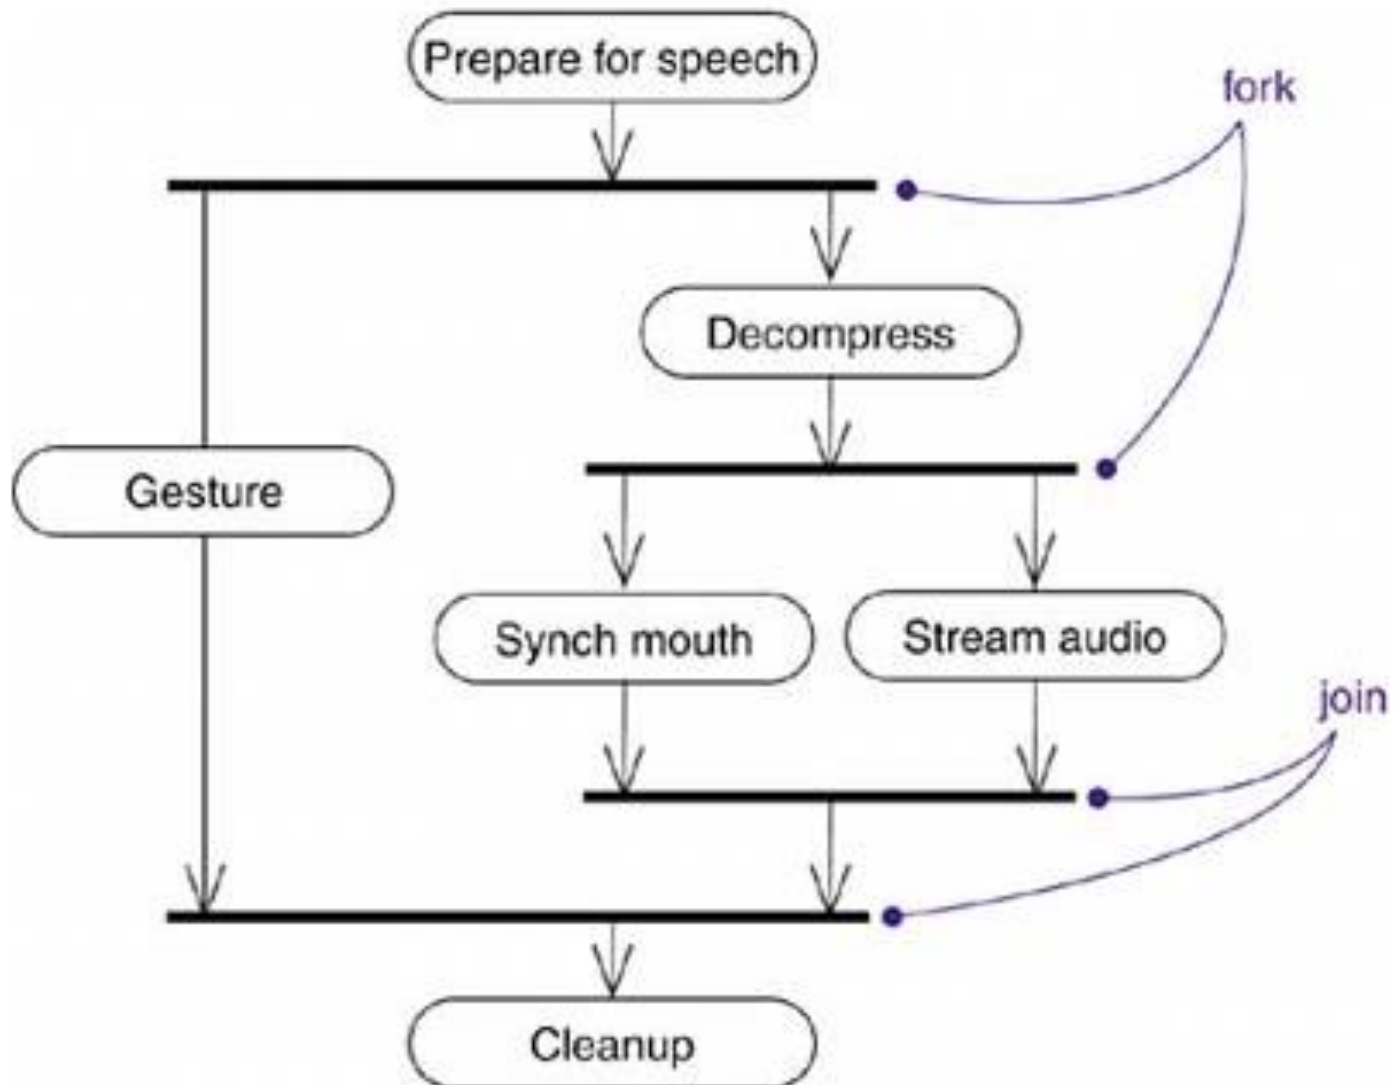 Prepare for speech
fork
Decompress
Gesture
Synch mouth
Stream audio
join
Cleanup